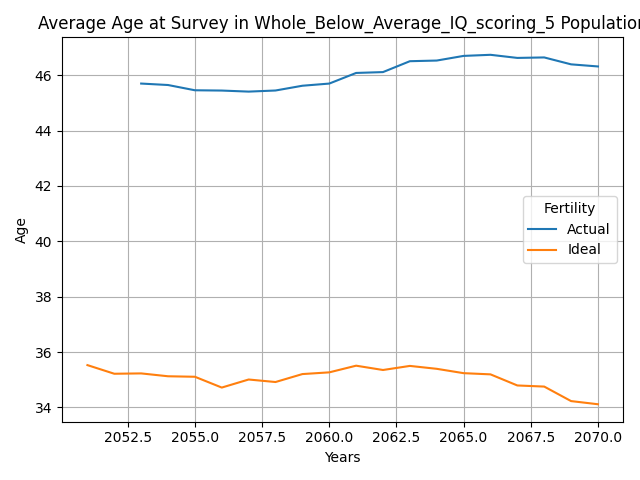 Average Age at Survey in Whole_Below_Average_IQ_scoring_5 Population
46
44
42
40
38
36
34
Age
Fertility
Actual
Ideal
2052.5 2055.0 2057.5 2060.0 2062.5 2065.0 2067.5 2070.0
Years